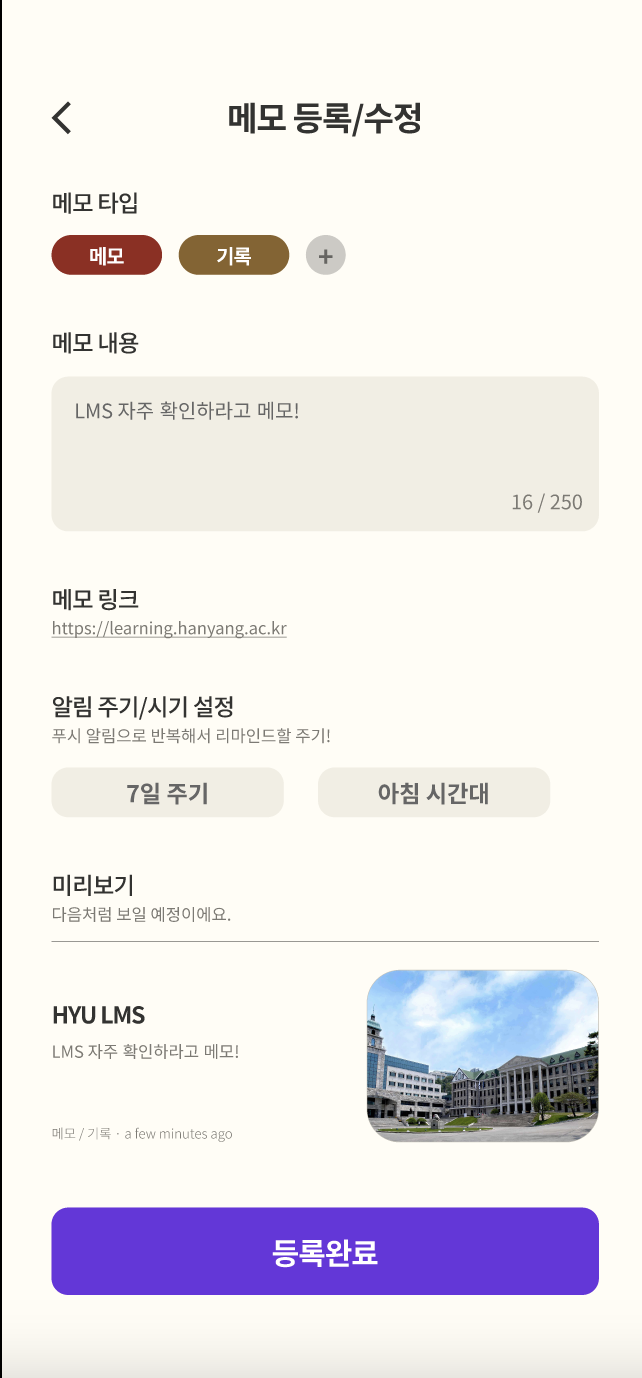 메모 등록/수정
메모 타입
메모 기록 +
메모 내용
LMS 자주 확인하라고 메모!
16 / 250
메모 링크
https://learning.hanyang.ac.kr
알림 주기/시기 설정
푸시 알림으로 반복해서 리마인드할 주기!
7일 주기 아침 시간대
미리보기
다음처럼 보일 예정이에요.
HYU LMS
LMS 자주 확인하라고 메모!
메모 / 기록 · a few minutes ago
등록완료